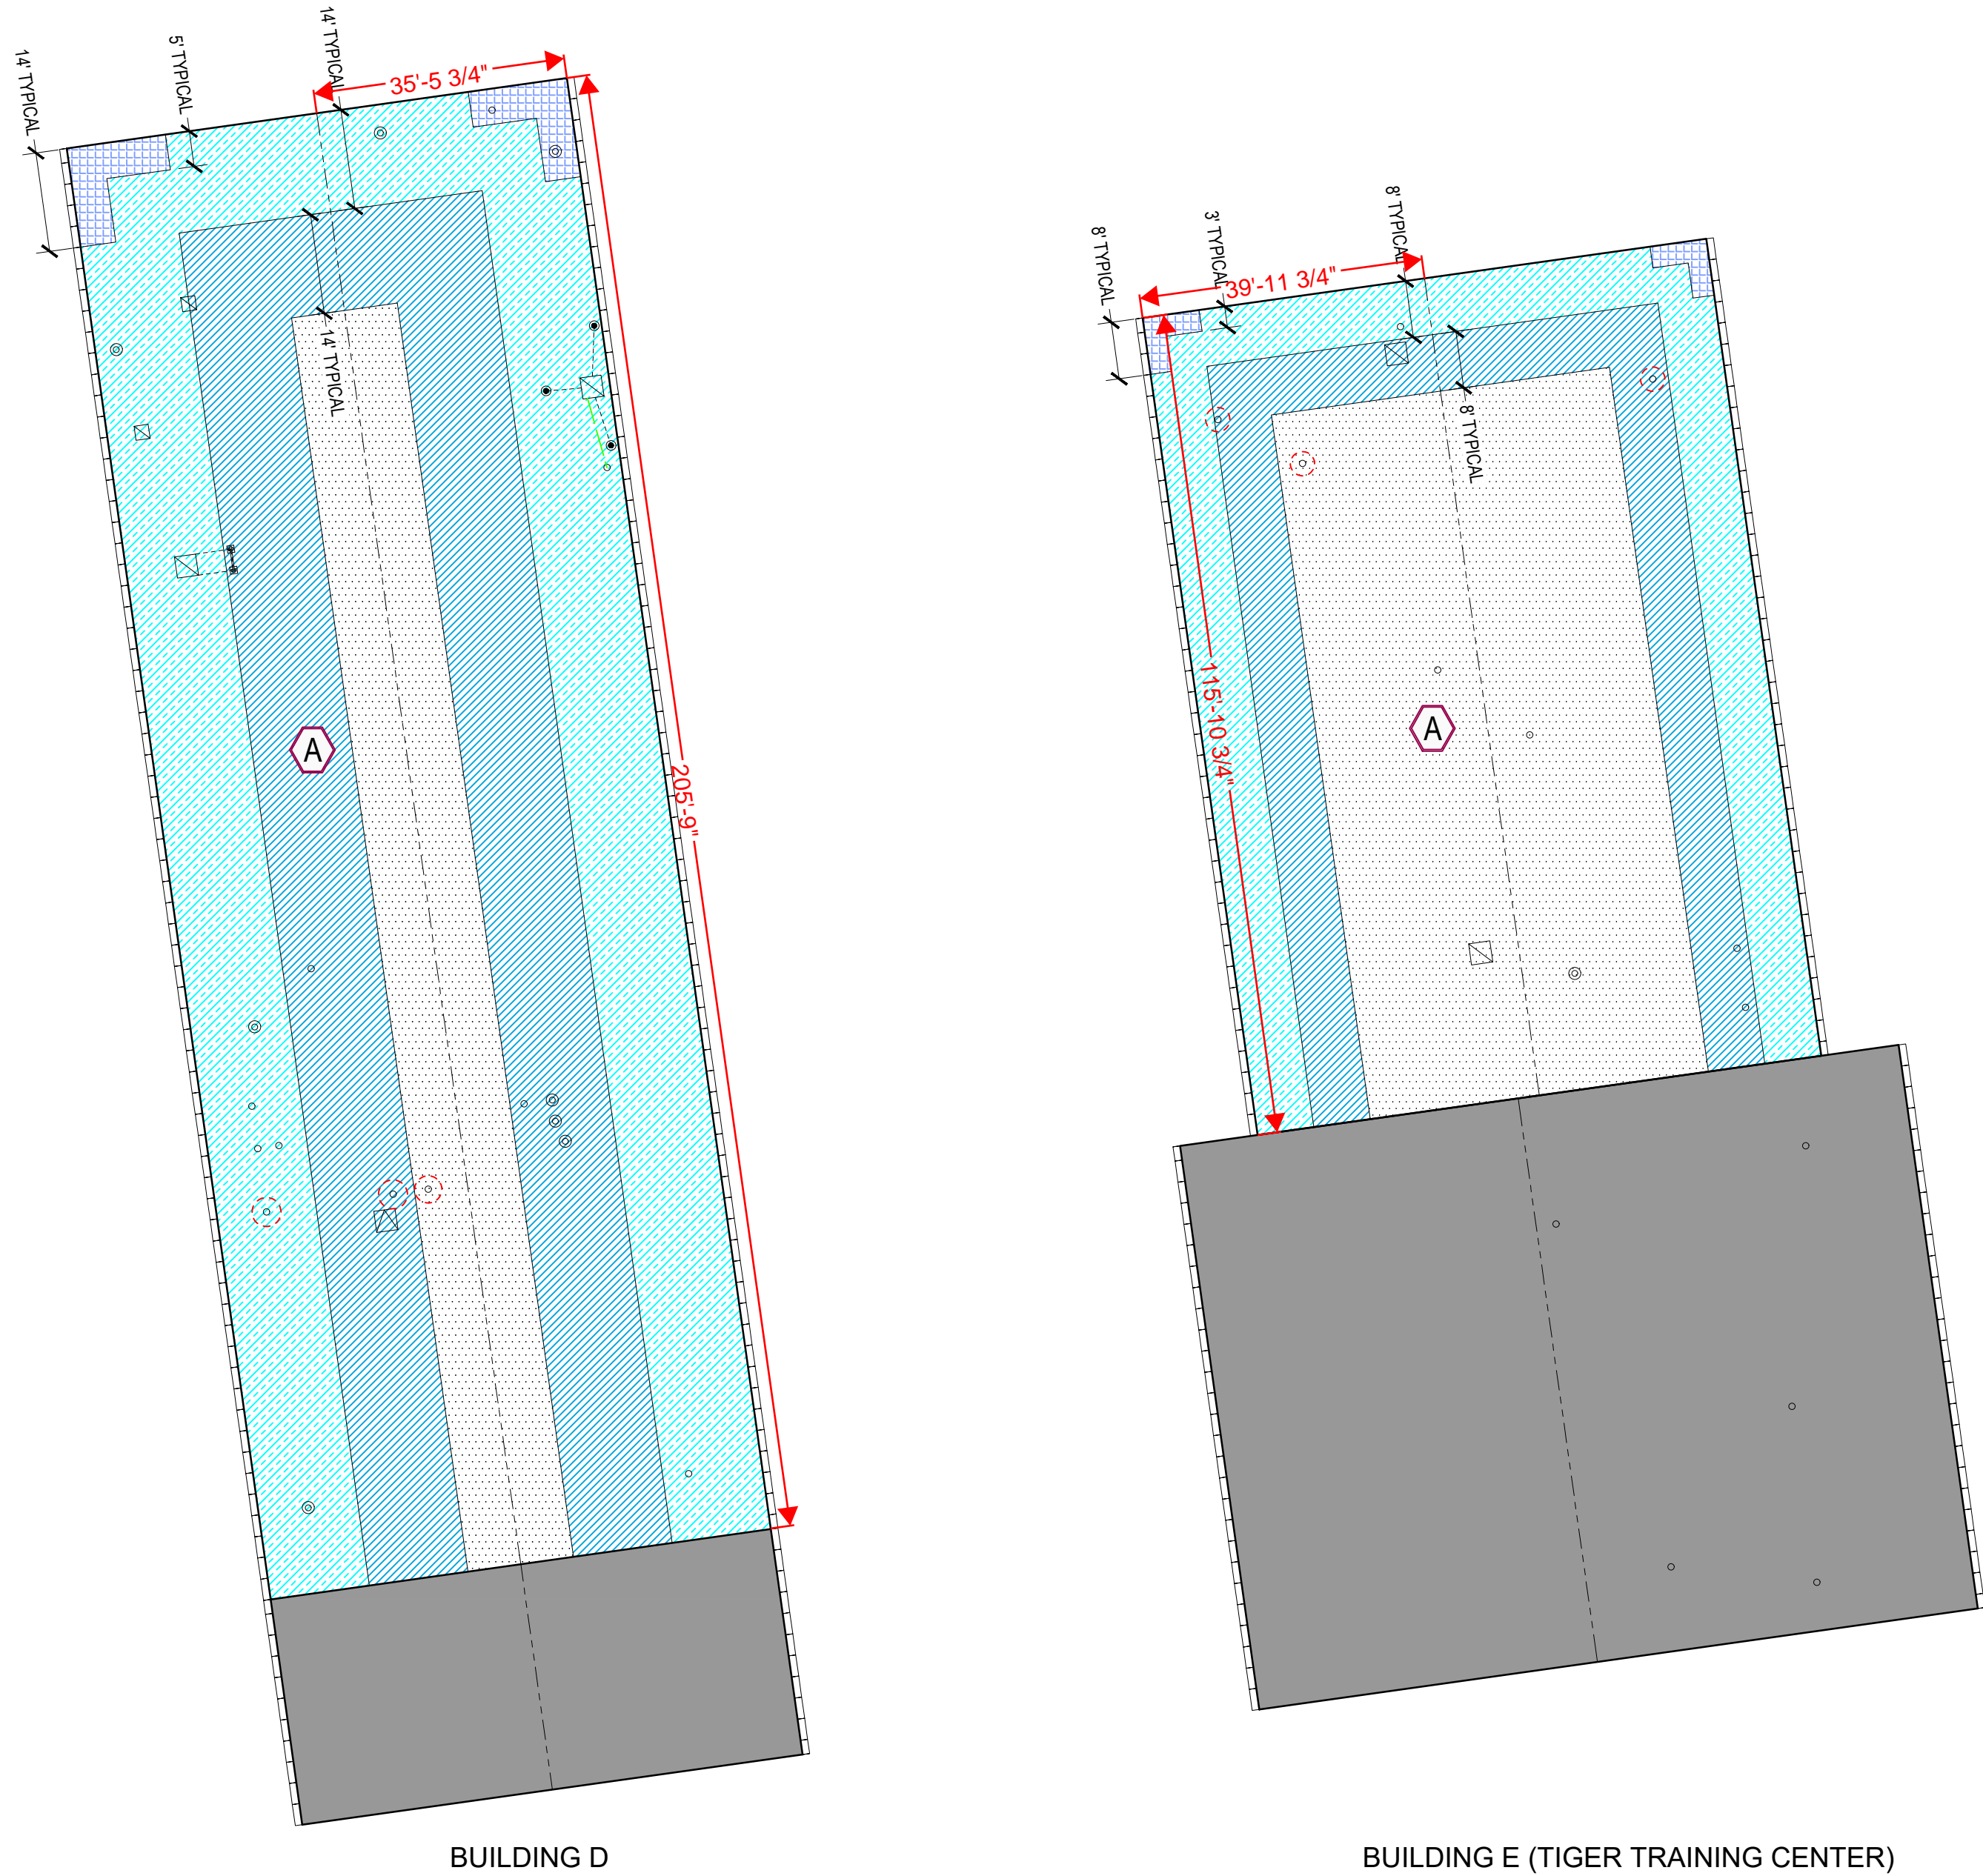 14' TYPICAL
5' TYPICAL
14' TYPICAL
35'-5 3/4"
14' TYPICAL
205'-9"
A
BUILDING D
8' TYPICAL
3' TYPICAL
8' TYPICAL
39'-11 3/4"
8' TYPICAL
115'-10 3/4"
A
BUILDING E (TIGER TRAINING CENTER)